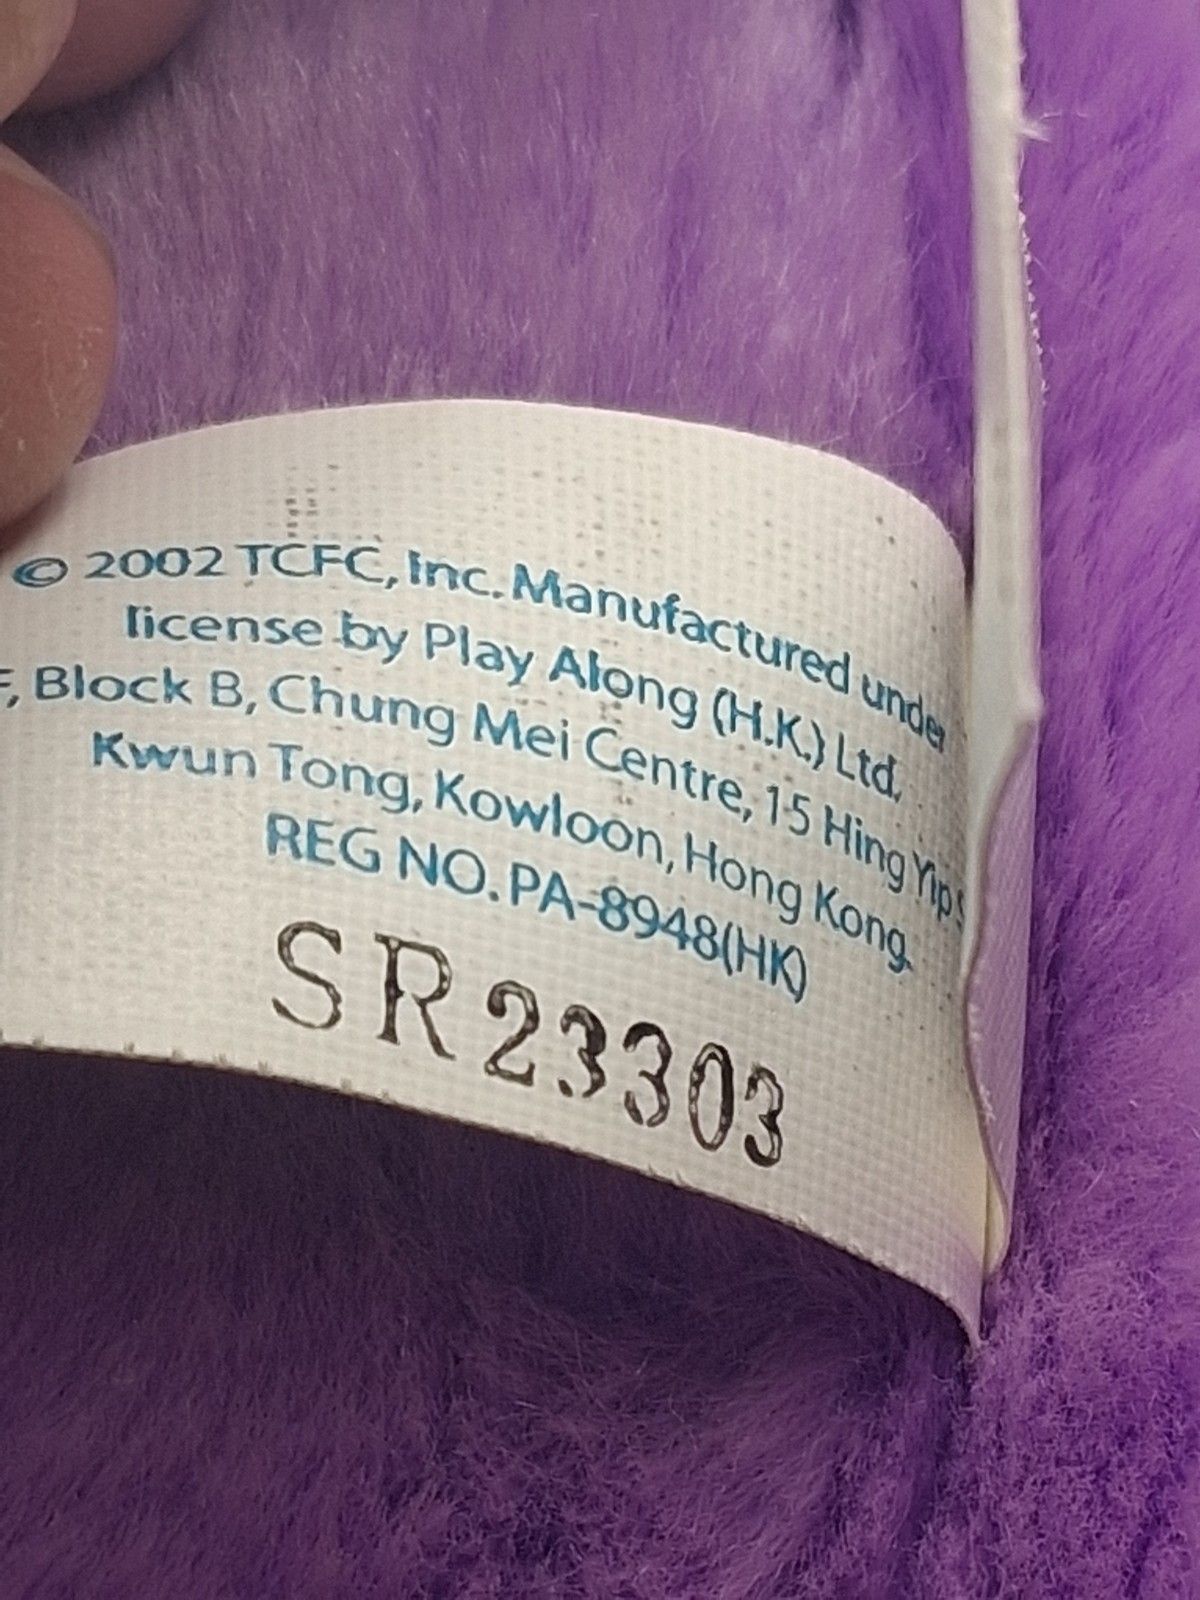 © 2002 TCFC, Inc. Manufactured under
license by Play Along (H.K.) Ltd.
, Block B, Chung Mei Centre, 15 Hing Yip
Kwun Tong, Kowloon, Hong Kong.
REG NO. PA-8948(HK)
SR23303